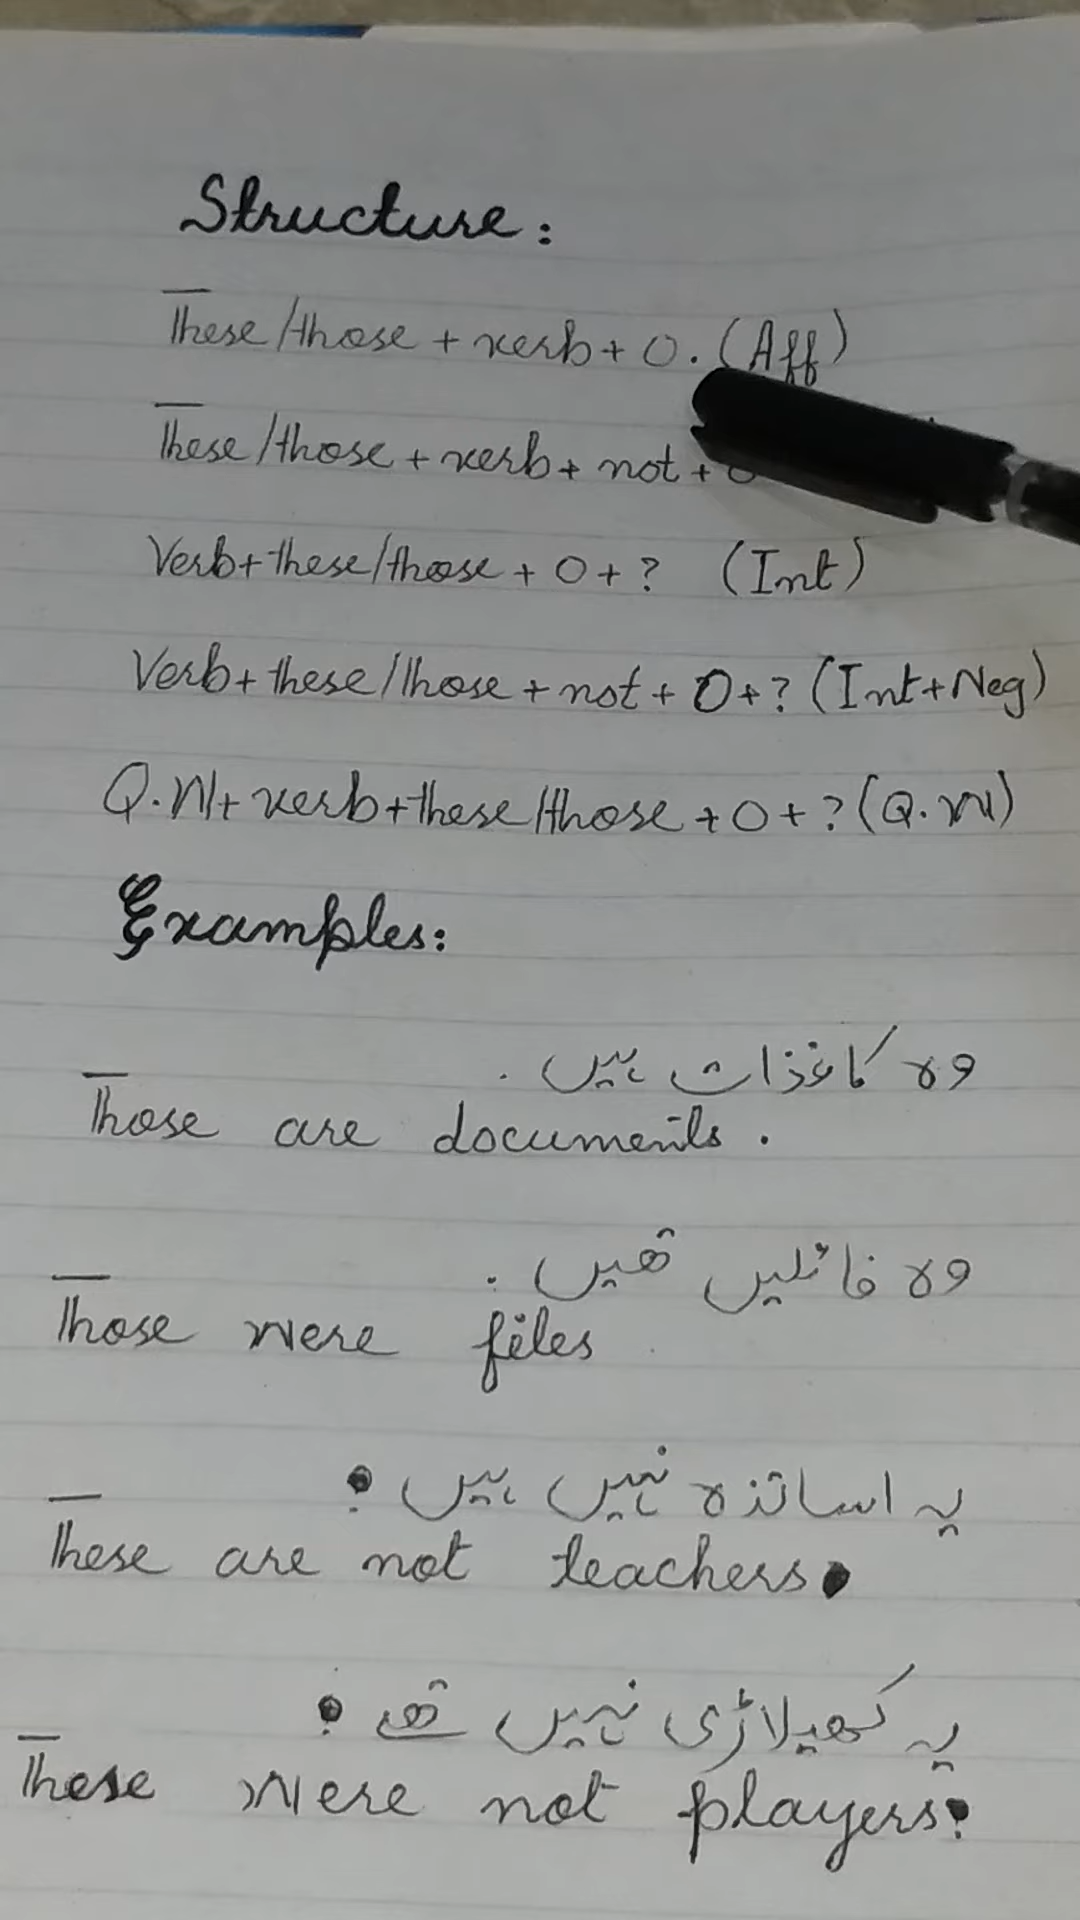 Structure:
These/those + verb + O. (Aff)
These/those + verb + not + O
Verb + these/those + O + ? (Int)
Verb + these/those + not + O + ? (Int + Neg)
Q.W + verb + these/those + O + ? (Q.W)
Examples:
وہ کاغذات ہیں .
Those are documents .
وہ فائلیں تھیں .
Those were files
یہ اساتذہ نہیں ہیں .
These are not teachers.
یہ کھیلاڑی نہیں تھے .
These were not players.